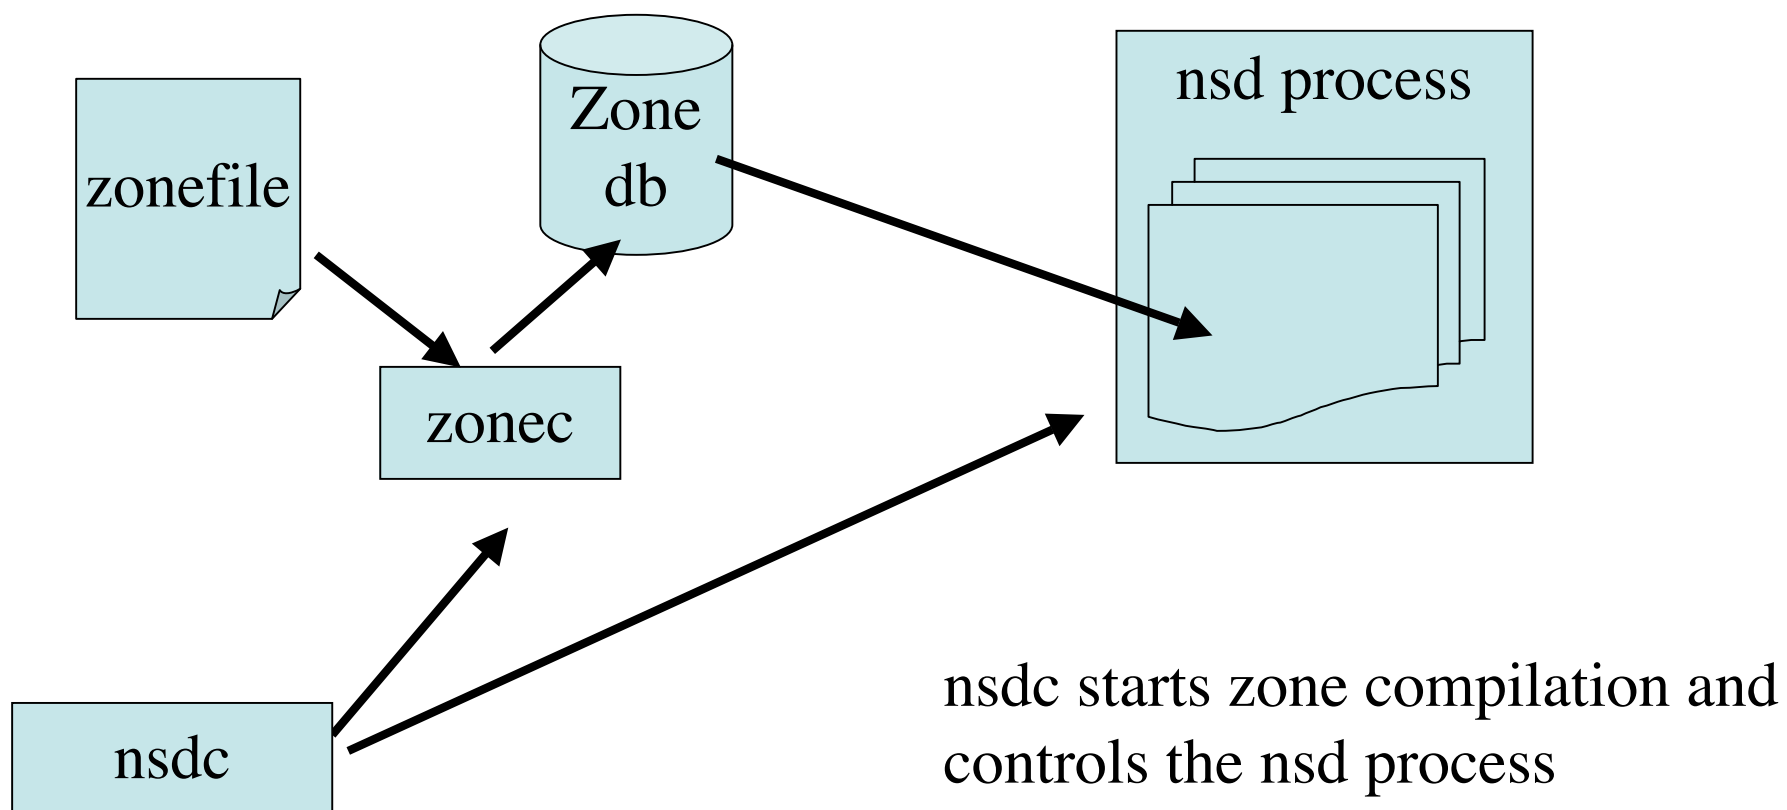 zonefile
Zone
db
nsd process
zonec
nsdc
nsdc starts zone compilation and
controls the nsd process